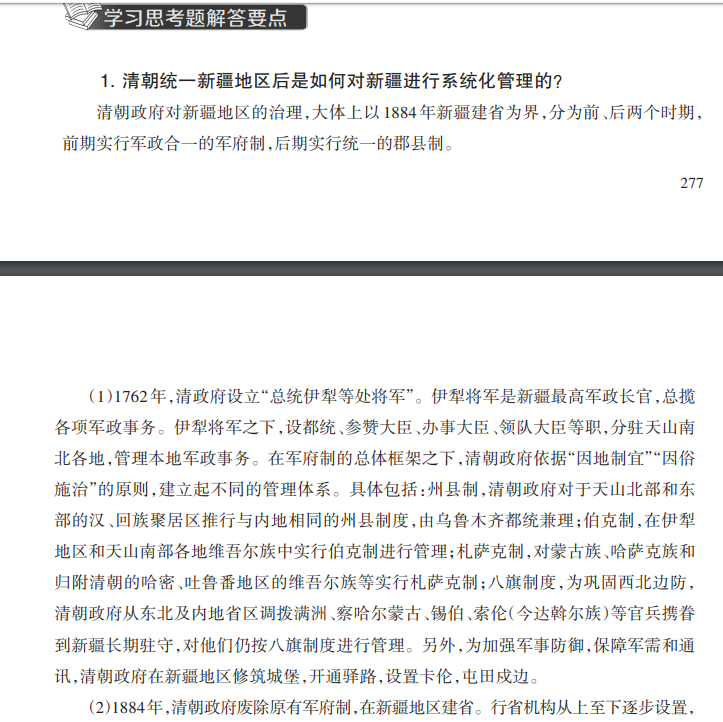 学习思考题解答要点
1. 清朝统一新疆地区后是如何对新疆进行系统化管理的?
清朝政府对新疆地区的治理,大体上以1884年新疆建省为界,分为前、后两个时期,
前期实行军政合一的军府制,后期实行统一的郡县制。
277
(1)1762年,清政府设立“总统伊犁等处将军”。伊犁将军是新疆最高军政长官,总揽
各项军政事务。伊犁将军之下,设都统、参赞大臣、办事大臣、领队大臣等职,分驻天山南
北各地,管理本地军政事务。在军府制的总体框架之下,清朝政府依据“因地制宜”“因俗
施治”的原则,建立起不同的管理体系。具体包括:州县制,清朝政府对于天山北部和东
部的汉、回族聚居区推行与内地相同的州县制度,由乌鲁木齐都统兼理;伯克制,在伊犁
地区和天山南部各地维吾尔族中实行伯克制进行管理;札萨克制,对蒙古族、哈萨克族和
归附清朝的哈密、吐鲁番地区的维吾尔族等实行札萨克制;八旗制度,为巩固西北边防,
清朝政府从东北及内地省区调拨满洲、察哈尔蒙古、锡伯、索伦(今达斡尔族)等官兵携眷
到新疆长期驻守,对他们仍按八旗制度进行管理。另外,为加强军事防御,保障军需和通
讯,清朝政府在新疆地区修筑城堡,开通驿路,设置卡伦,屯田戍边。
(2)1884年,清朝政府废除原有军府制,在新疆地区建省。行省机构从上至下逐步设置,